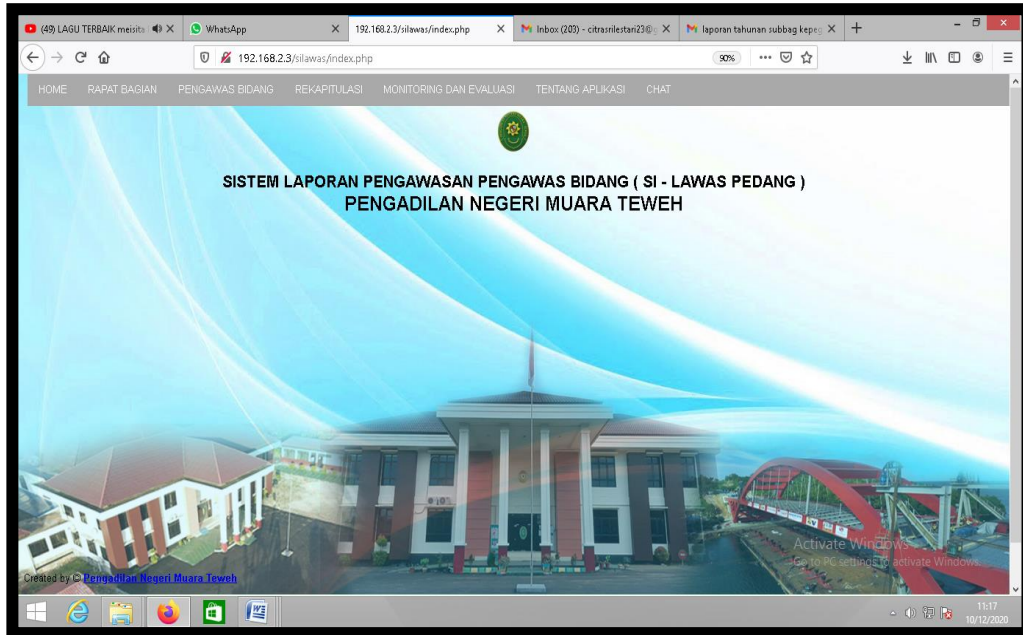 (49) LAGU TERBAIK meisita
WhatsApp
192.168.2.3/silawas/index.php
Inbox (203) - citrasrilestari23@g
laporan tahunan subbag kepeg
192.168.2.3/silawas/index.php
90%
HOME RAPAT BAGIAN PENGAWAS BIDANG REKAPITULASI MONITORING DAN EVALUASI TENTANG APLIKASI CHAT
SISTEM LAPORAN PENGAWASAN PENGAWAS BIDANG ( SI - LAWAS PEDANG )
PENGADILAN NEGERI MUARA TEWEH
Activate Windows
Go to PC settings to activate Windows.
Created by © Pengadilan Negeri Muara Teweh
11:17
10/12/2020